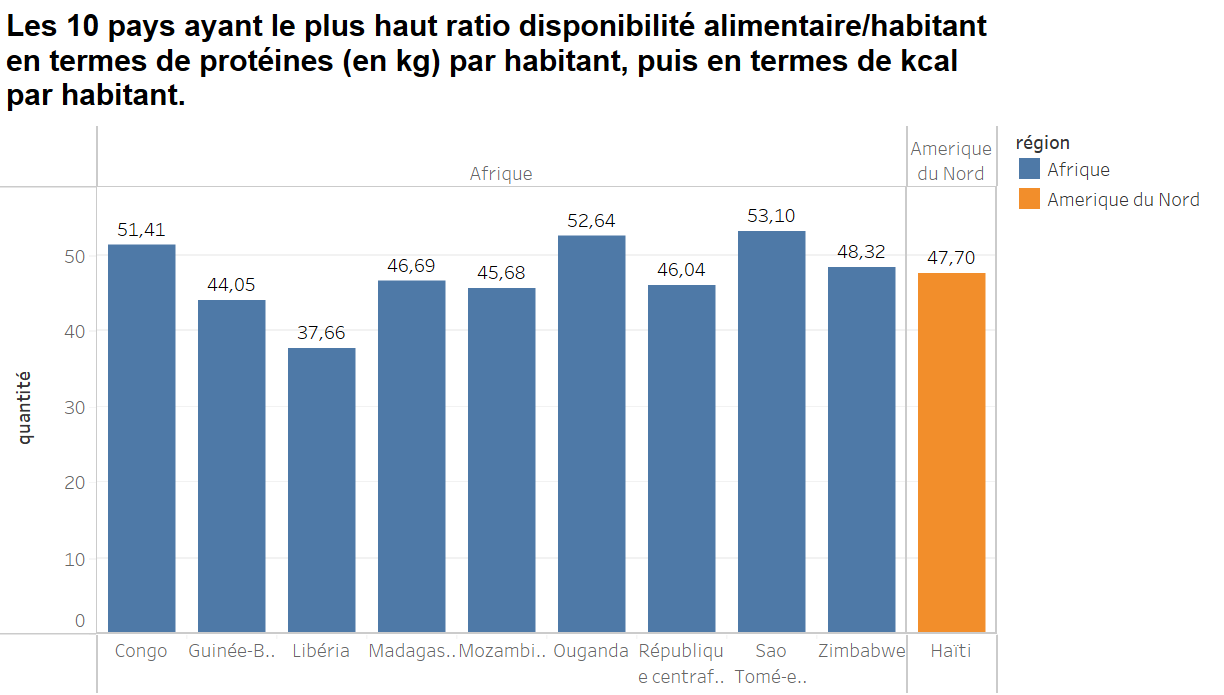 Les 10 pays ayant le plus haut ratio disponibilité alimentaire/habitant
en termes de protéines (en kg) par habitant, puis en termes de kcal
par habitant.
Afrique
Amerique
du Nord
région
Afrique
Amerique du Nord
quantité
50
40
30
20
10
0
51,41
44,05
37,66
46,69
45,68
52,64
46,04
53,10
48,32
47,70
Congo
Guinée-B..
Libéria
Madagas..
Mozambi..
Ouganda
Républiqu
e centraf..
Sao
Tomé-e..
Zimbabwe
Haïti